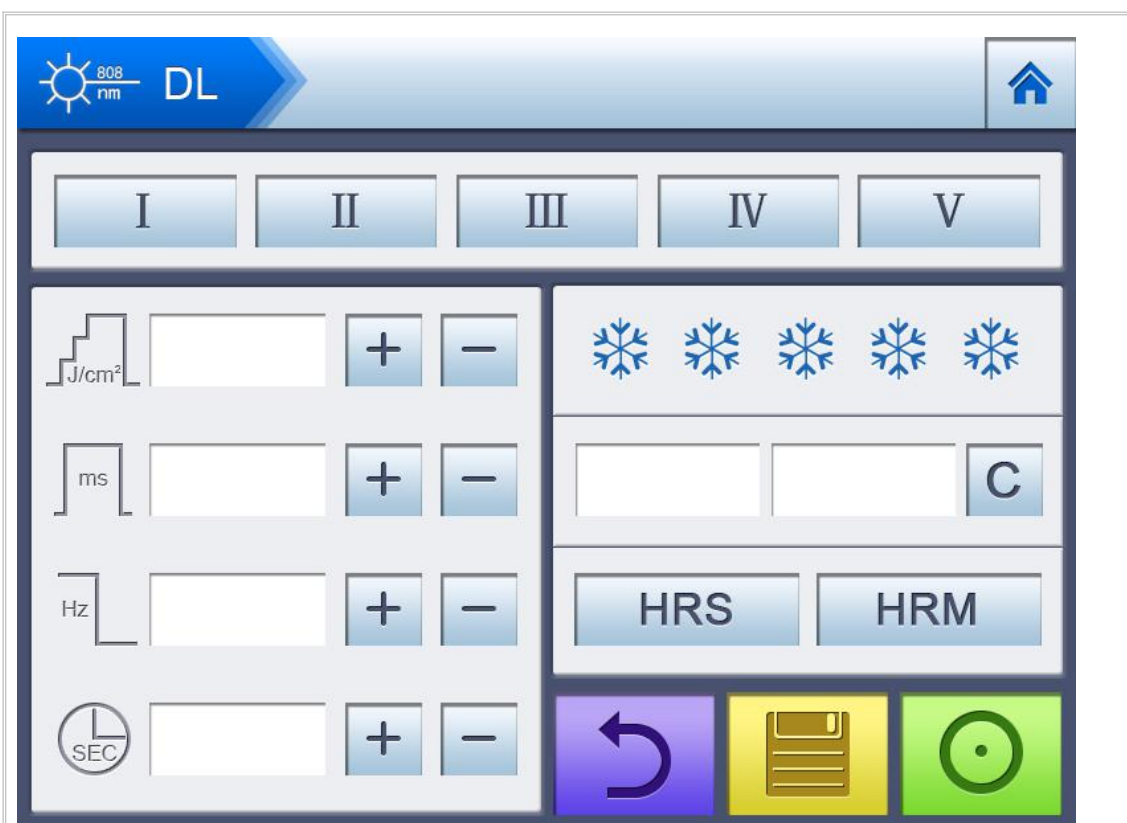 808
nm
DL
I II III IV V
J/cm²
+ −
ms
+ −
C
Hz
+ −
HRS HRM
SEC
+ −